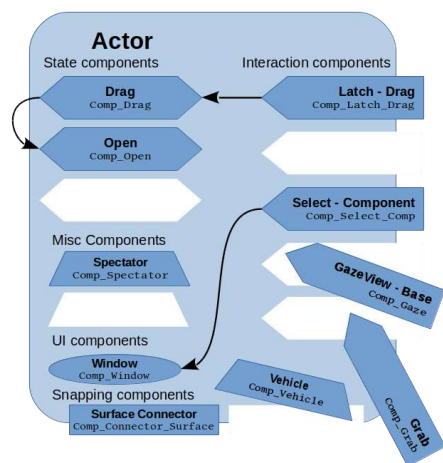 Actor
State components
Interaction components
Drag
Comp_Drag
Latch - Drag
Comp_Latch_Drag
Open
Comp_Open
Select - Component
Comp_Select_Comp
Misc Components
Spectator
Comp_Spectator
GazeView - Base
Comp_Gaze
UI components
Window
Comp_Window
Vehicle
Comp_Vehicle
Grab
Comp_Grab
Snapping components
Surface Connector
Comp_Connector_Surface